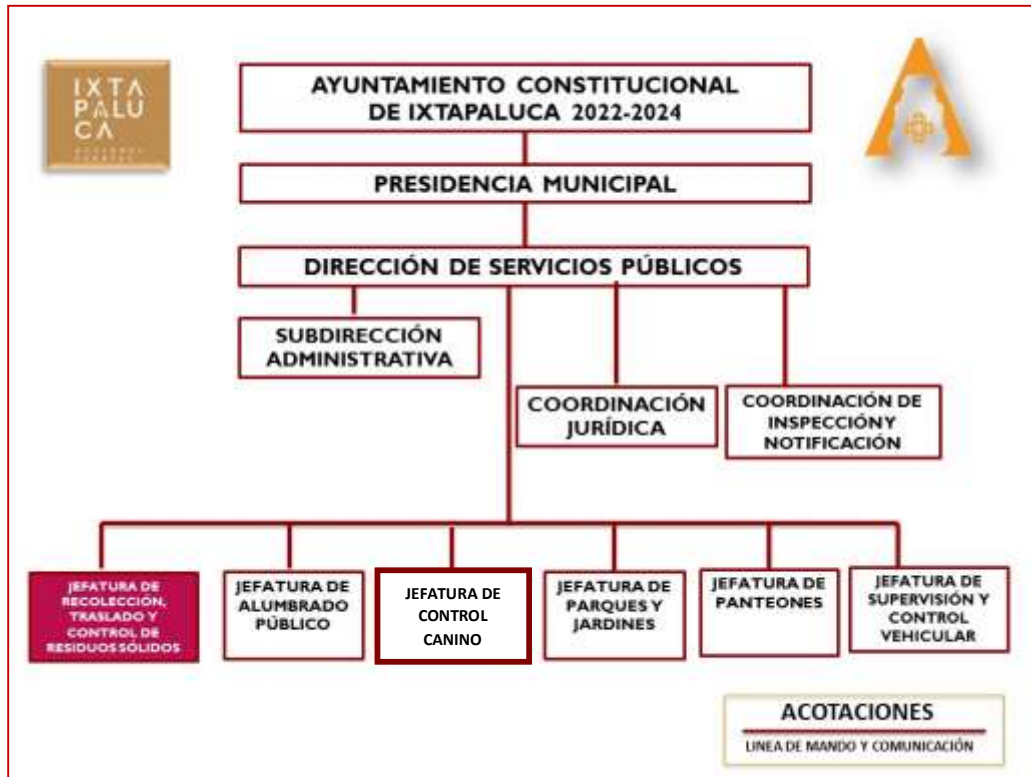 IXTA
PALU
CA
AYUNTAMIENTO CONSTITUCIONAL
DE IXTAPALUCA 2022-2024
PRESIDENCIA MUNICIPAL
DIRECCIÓN DE SERVICIOS PÚBLICOS
SUBDIRECCIÓN
ADMINISTRATIVA
COORDINACIÓN
JURÍDICA
COORDINACIÓN DE
INSPECCIÓN Y
NOTIFICACIÓN
JEFATURA DE
RECOLECCIÓN,
TRASLADO Y
CONTROL DE
RESIDUOS SÓLIDOS
JEFATURA DE
ALUMBRADO
PÚBLICO
JEFATURA DE
CONTROL
CANINO
JEFATURA DE
PARQUES Y
JARDINES
JEFATURA DE
PANTEONES
JEFATURA DE
SUPERVISIÓN Y
CONTROL
VEHICULAR
ACOTACIONES
LINEA DE MANDO Y COMUNICACIÓN